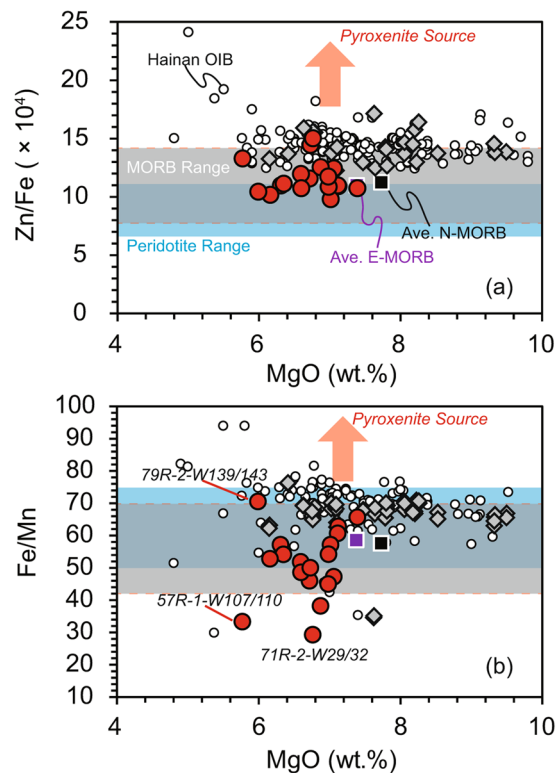 25
20
15
10
5
0
Zn/Fe ( × 10⁴)
Pyroxenite Source
Hainan OIB
MORB Range
Peridotite Range
Ave. N-MORB
Ave. E-MORB
(a)
4 6 8 10
MgO (wt.%)
100
90
80
70
60
50
40
30
20
10
Fe/Mn
Pyroxenite Source
79R-2-W139/143
57R-1-W107/110
71R-2-W29/32
(b)
4 6 8 10
MgO (wt.%)